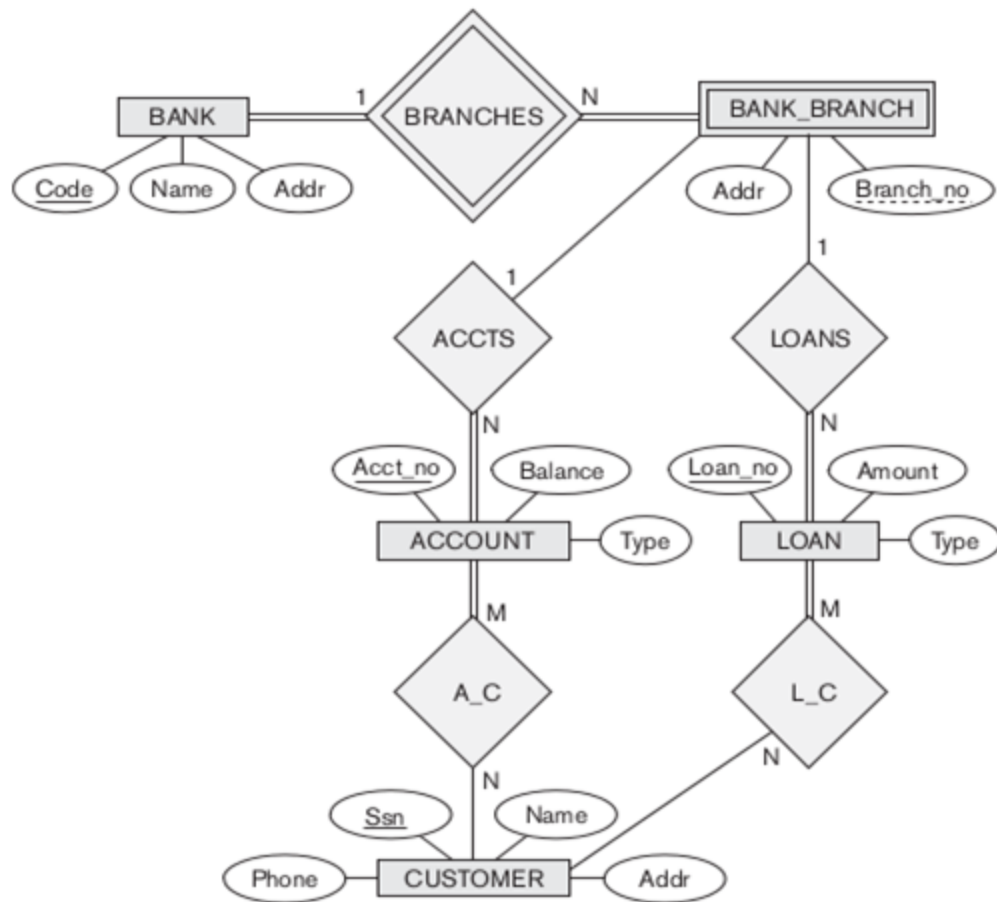 1
N
BANK
BRANCHES
BANK_BRANCH
Code
Name
Addr
Addr
Branch_no
1
1
ACCTS
LOANS
N
N
Acct_no
Balance
Loan_no
Amount
ACCOUNT
Type
LOAN
Type
M
M
A_C
L_C
N
N
Ssn
Name
Phone
CUSTOMER
Addr